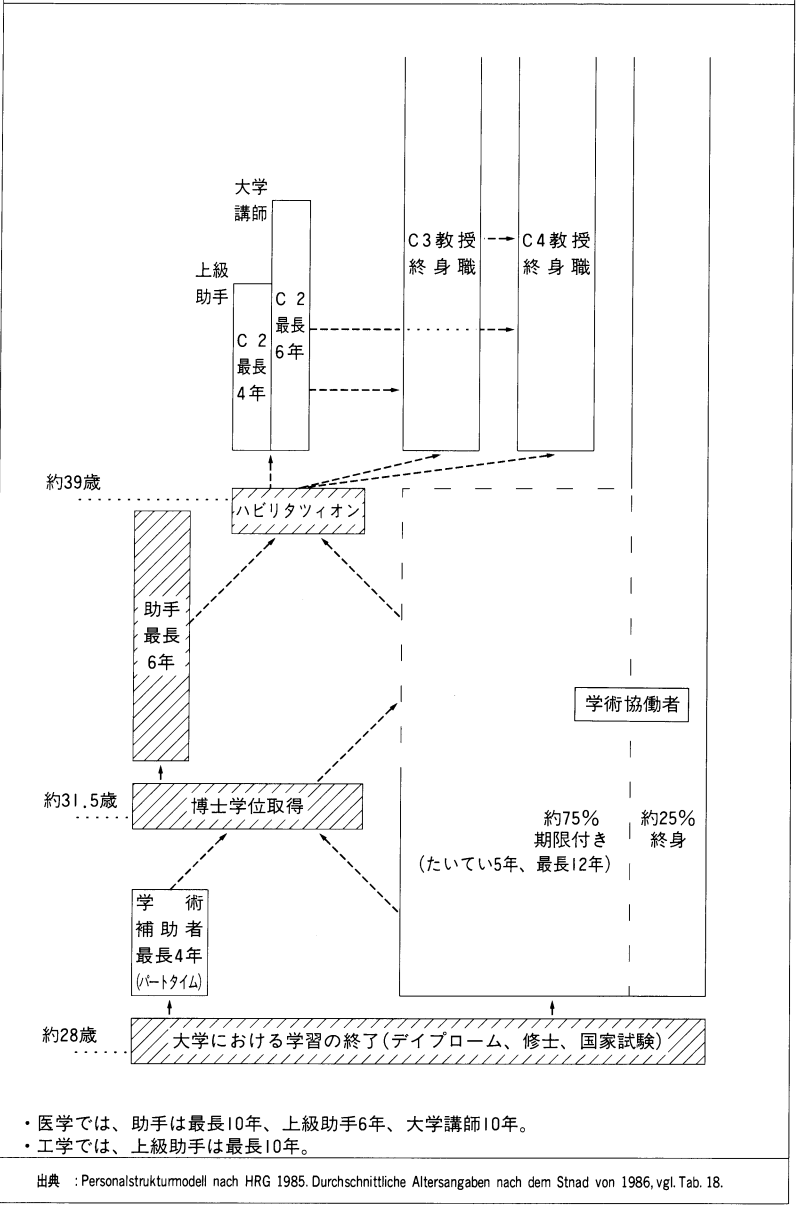 大学
講師
上級
助手
C 2
最長
4年
C 2
最長
6年
C3教授
終身職
C4教授
終身職
約39歳
ハビリタツィオン
助手
最長
6年
学術協働者
約31.5歳
博士学位取得
約75%
期限付き
(たいてい5年、最長12年)
約25%
終身
学術
補助者
最長4年
(パートタイム)
約28歳
大学における学習の終了(デイプローム、修士、国家試験)
・医学では、助手は最長10年、上級助手6年、大学講師10年。
・工学では、上級助手は最長10年。
出典 :Personalstrukturmodell nach HRG 1985. Durchschnittliche Altersangaben nach dem Stnad von 1986, vgl. Tab. 18.